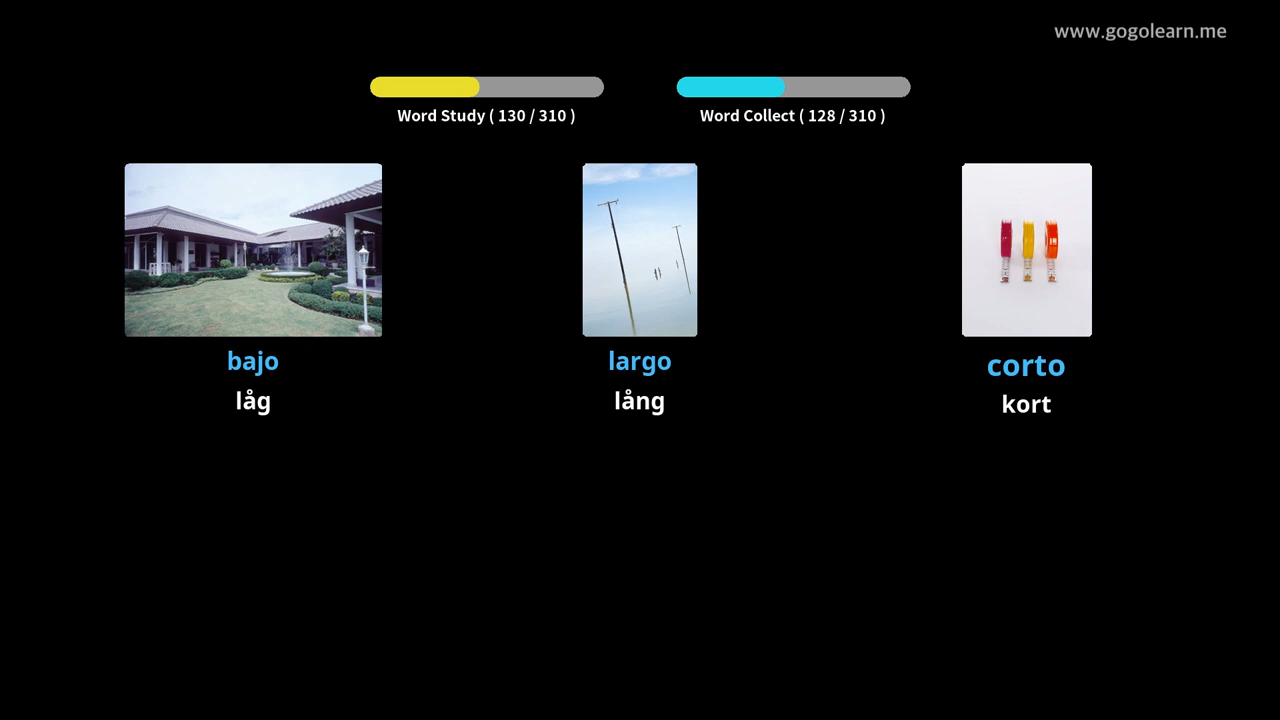 www.gogolearn.me
Word Study ( 130 / 310 )
Word Collect ( 128 / 310 )
bajo
largo
corto
låg
lång
kort